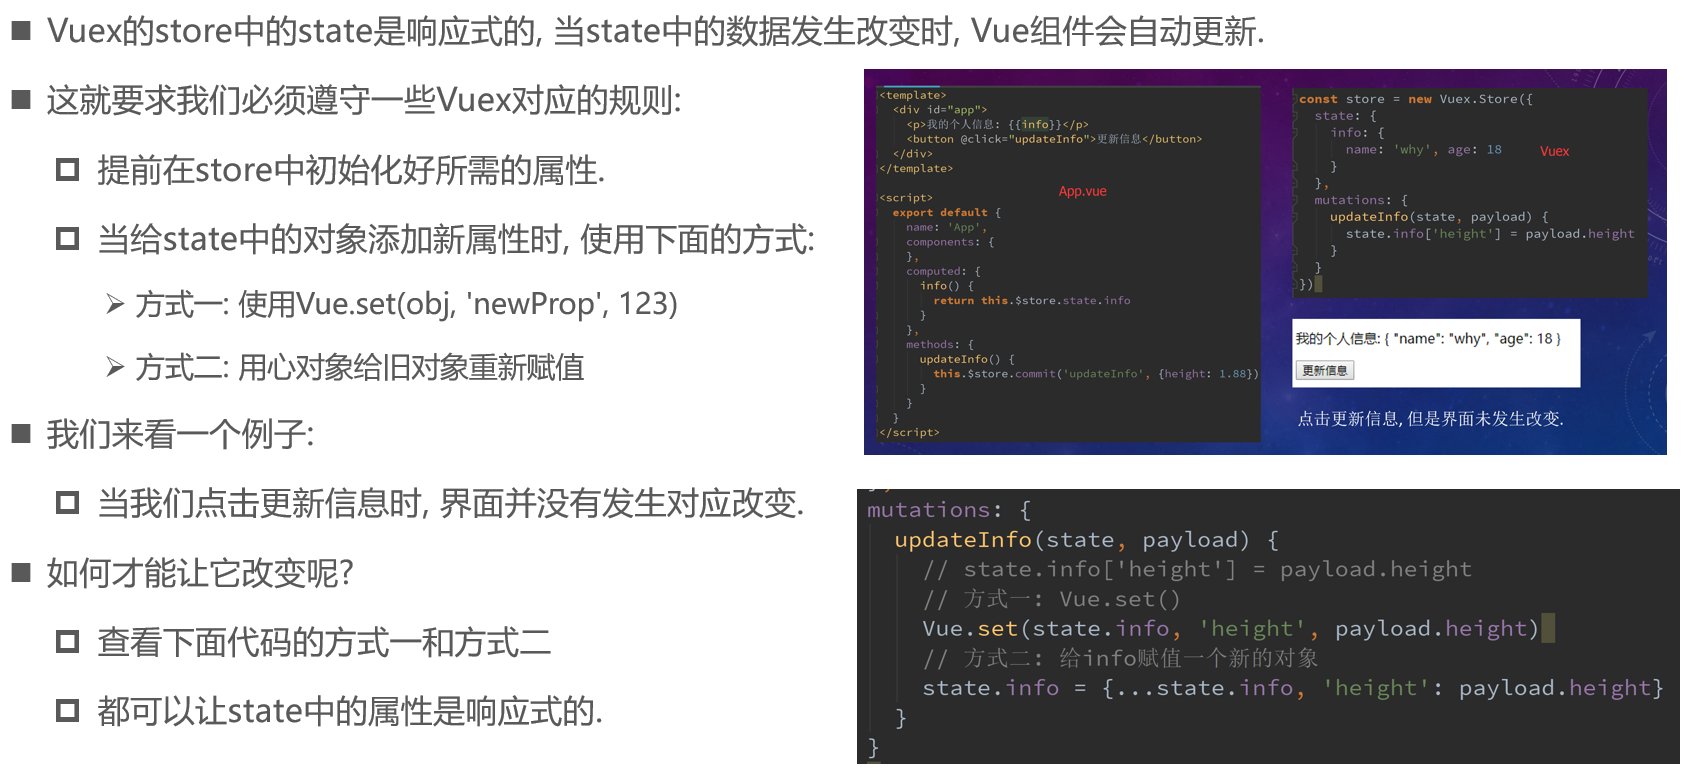 Vuex的store中的state是响应式的, 当state中的数据发生改变时, Vue组件会自动更新.
这就要求我们必须遵守一些Vuex对应的规则:
提前在store中初始化好所需的属性.
当给state中的对象添加新属性时, 使用下面的方式:
方式一: 使用Vue.set(obj, 'newProp', 123)
方式二: 用心对象给旧对象重新赋值
我们来看一个例子:
当我们点击更新信息时, 界面并没有发生对应改变.
如何才能让它改变呢?
查看下面代码的方式一和方式二
都可以让state中的属性是响应式的.
<template>
<div id="app">
<p>我的个人信息: {{info}}</p>
<button @click="updateInfo">更新信息</button>
</div>
</template>
App.vue
<script>
export default {
name: 'App',
components: {
},
computed: {
info() {
return this.$store.state.info
}
},
methods: {
updateInfo() {
this.$store.commit('updateInfo', {height: 1.88})
}
}
}
</script>
const store = new Vuex.Store({
state: {
info: {
name: 'why', age: 18
Vuex
}
},
mutations: {
updateInfo(state, payload) {
state.info['height'] = payload.height
}
}
})
我的个人信息: { "name": "why", "age": 18 }
更新信息
点击更新信息, 但是界面未发生改变.
mutations: {
updateInfo(state, payload) {
// state.info['height'] = payload.height
// 方式一: Vue.set()
Vue.set(state.info, 'height', payload.height)
// 方式二: 给info赋值一个新的对象
state.info = {...state.info, 'height': payload.height}
}
}